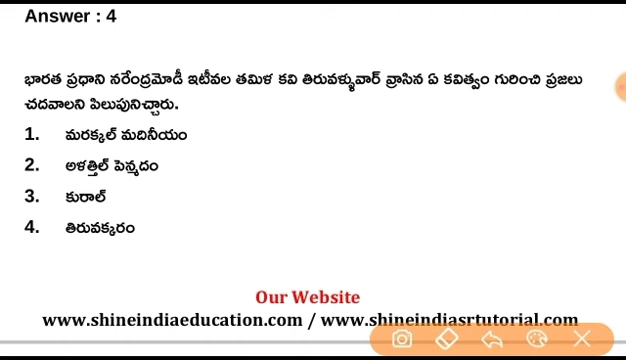 Answer : 4
భారత ప్రధాని నరేంద్రమోడీ ఇటీవల తమిళ కవి తిరువళ్ళువార్ వ్రాసిన ఏ కవిత్వం గురించి ప్రజలు
చదవాలని పిలుపునిచ్చారు.
1. మరక్కల్ మదినీయం
2. అళత్తిల్ పెన్మదం
3. కురాల్
4. తిరువక్కరం
Our Website
www.shineindiaeducation.com / www.shineindiasrtutorial.com